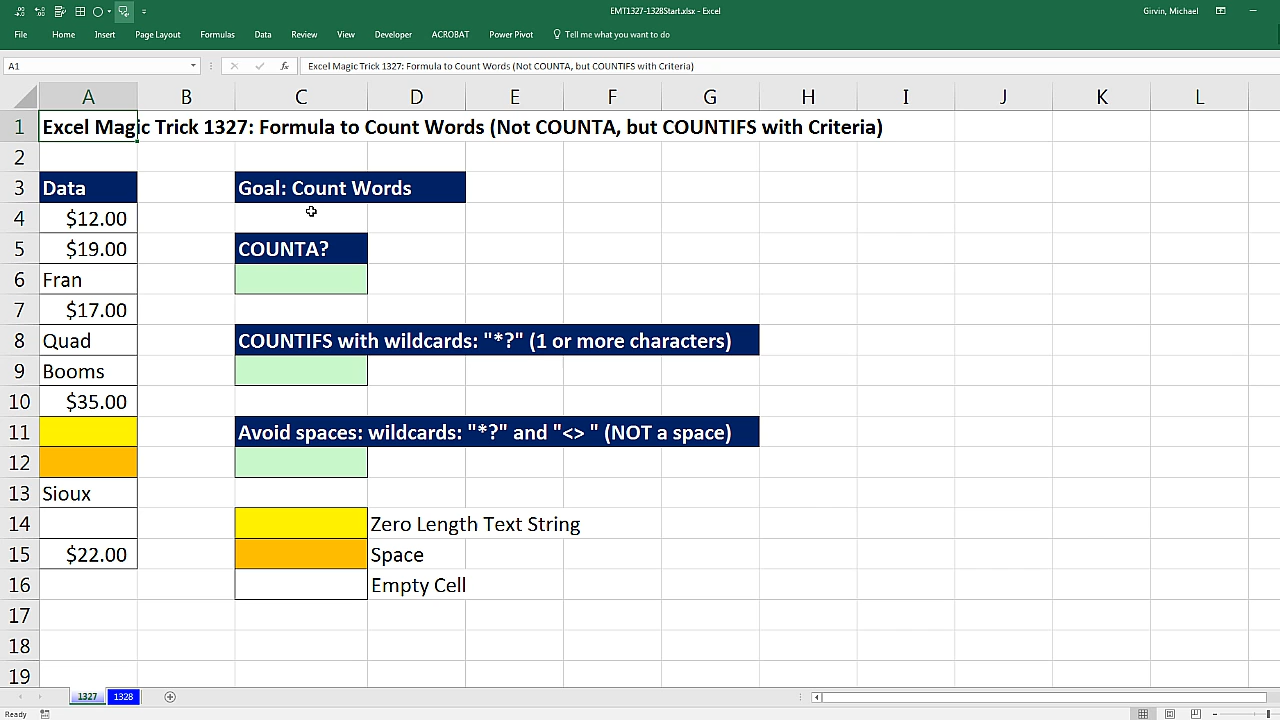 EMT1327-1328Start.xlsx - Excel
Girvin, Michael
File Home Insert Page Layout Formulas Data Review View Developer ACROBAT Power Pivot Tell me what you want to do
A1 fx Excel Magic Trick 1327: Formula to Count Words (Not COUNTA, but COUNTIFS with Criteria)
A B C D E F G H I J K L
1 Excel Magic Trick 1327: Formula to Count Words (Not COUNTA, but COUNTIFS with Criteria)
2
3 Data Goal: Count Words
4 $12.00
5 $19.00 COUNTA?
6 Fran
7 $17.00
8 Quad COUNTIFS with wildcards: "*?" (1 or more characters)
9 Booms
10 $35.00
11 Avoid spaces: wildcards: "*?" and "<> " (NOT a space)
12
13 Sioux
14 Zero Length Text String
15 $22.00 Space
16 Empty Cell
17
18
19
1327 1328
Ready